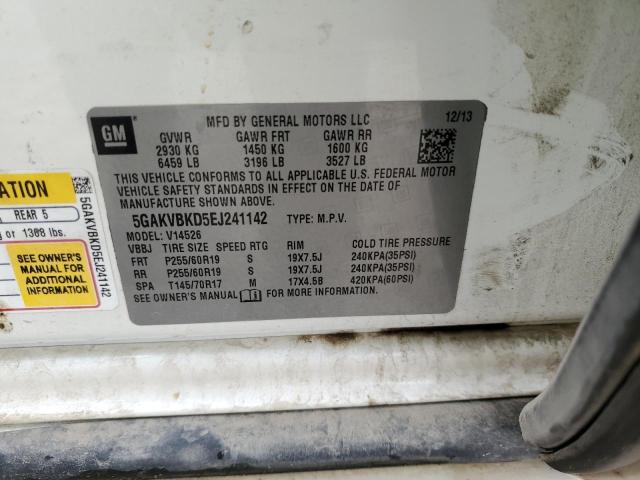 GM
MFD BY GENERAL MOTORS LLC 12/13
GVWR GAWR FRT GAWR RR
2930 KG 1450 KG 1600 KG
6459 LB 3196 LB 3527 LB
THIS VEHICLE CONFORMS TO ALL APPLICABLE U.S. FEDERAL MOTOR
VEHICLE SAFETY STANDARDS IN EFFECT ON THE DATE OF
MANUFACTURE SHOWN ABOVE.
5GAKVBKD5EJ241142 TYPE: M.P.V.
MODEL: V14526
VBBJ TIRE SIZE SPEED RTG RIM COLD TIRE PRESSURE
FRT P255/60R19 S 19X7.5J 240KPA(35PSI)
RR P255/60R19 S 19X7.5J 240KPA(35PSI)
SPA T145/70R17 M 17X4.5B 420KPA(60PSI)
SEE OWNER'S MANUAL FOR MORE INFORMATION.
ATION
REAR 5
or 1388 lbs.
SEE OWNER'S
MANUAL FOR
ADDITIONAL
INFORMATION
5GAKVBKD5EJ241142